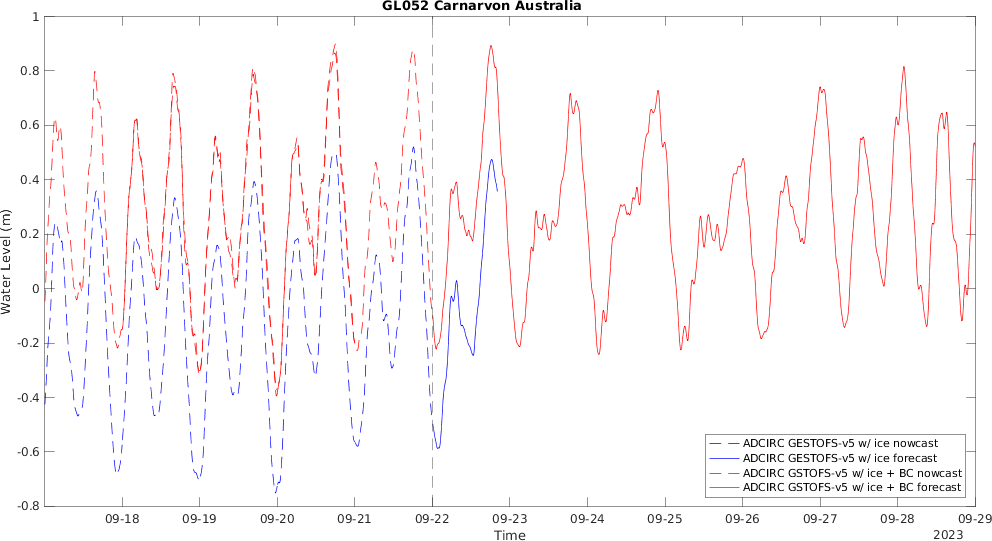 GL052 Carnarvon Australia
Water Level (m)
1
0.8
0.6
0.4
0.2
0
-0.2
-0.4
-0.6
-0.8
09-18 09-19 09-20 09-21 09-22 09-23 09-24 09-25 09-26 09-27 09-28 09-29
Time
2023
ADCIRC GESTOFS-v5 w/ ice nowcast
ADCIRC GESTOFS-v5 w/ ice forecast
ADCIRC GSTOFS-v5 w/ ice + BC nowcast
ADCIRC GSTOFS-v5 w/ ice + BC forecast